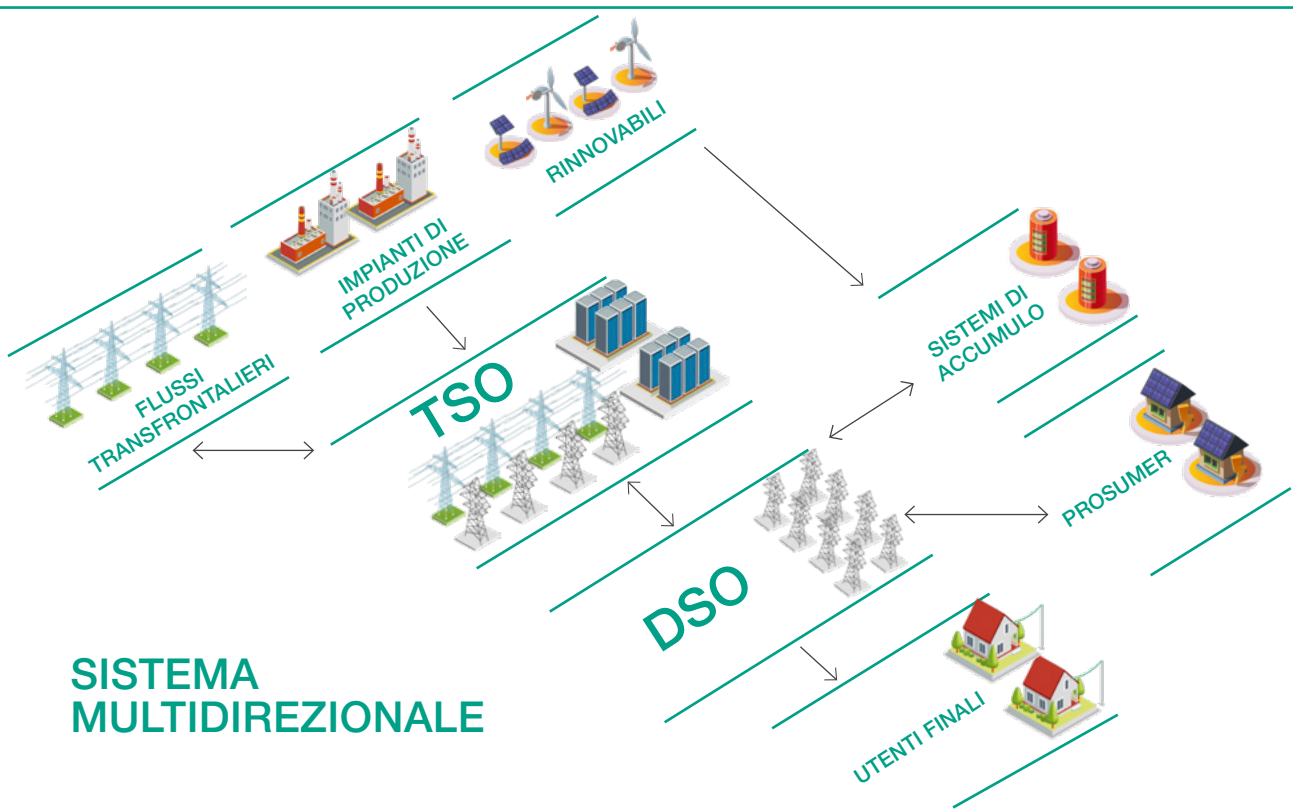 RINNOVABILI
IMPIANTI DI
PRODUZIONE
FLUSSI
TRANSFRONTALIERI
SISTEMI DI
ACCUMULO
TSO
PROSUMER
DSO
UTENTI FINALI
SISTEMA
MULTIDIREZIONALE